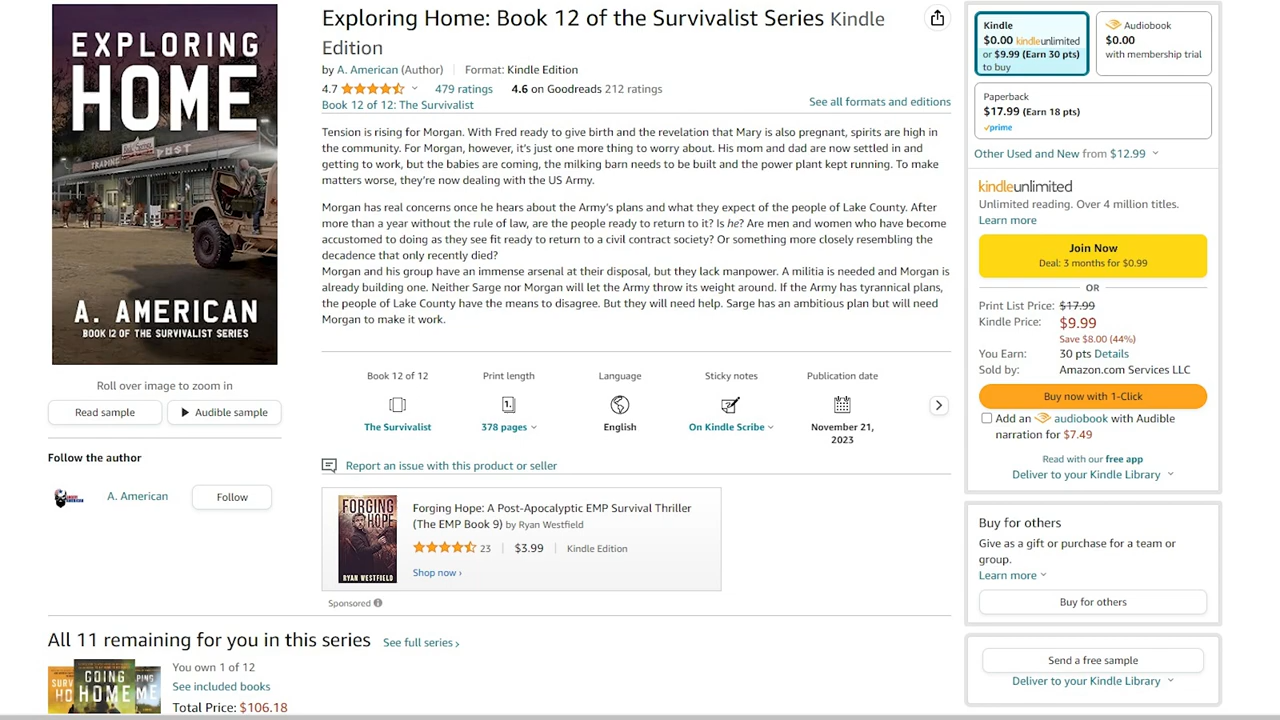 EXPLORING
HOME
TRADING POST
A. AMERICAN
BOOK 12 OF THE SURVIVALIST SERIES
Roll over image to zoom in
Read sample
Audible sample
Follow the author
A. American
Follow
Exploring Home: Book 12 of the Survivalist Series Kindle
Edition
by A. American (Author) Format: Kindle Edition
4.7 479 ratings 4.6 on Goodreads 212 ratings
Book 12 of 12: The Survivalist
See all formats and editions
Tension is rising for Morgan. With Fred ready to give birth and the revelation that Mary is also pregnant, spirits are high in
the community. For Morgan, however, it's just one more thing to worry about. His mom and dad are now settled in and
getting to work, but the babies are coming, the milking barn needs to be built and the power plant kept running. To make
matters worse, they're now dealing with the US Army.
Morgan has real concerns once he hears about the Army's plans and what they expect of the people of Lake County. After
more than a year without the rule of law, are the people ready to return to it? Is he? Are men and women who have become
accustomed to doing as they see fit ready to return to a civil contract society? Or something more closely resembling the
decadence that only recently died?
Morgan and his group have an immense arsenal at their disposal, but they lack manpower. A militia is needed and Morgan is
already building one. Neither Sarge nor Morgan will let the Army throw its weight around. If the Army has tyrannical plans,
the people of Lake County have the means to disagree. But they will need help. Sarge has an ambitious plan but will need
Morgan to make it work.
Book 12 of 12
The Survivalist
Print length
1.
378 pages
Language
English
Sticky notes
On Kindle Scribe
Publication date
November 21,
2023
Report an issue with this product or seller
FORGING
HOPE
RYAN WESTFIELD
Forging Hope: A Post-Apocalyptic EMP Survival Thriller
(The EMP Book 9) by Ryan Westfield
23 $3.99 Kindle Edition
Shop now ›
Sponsored
All 11 remaining for you in this series See full series ›
GOING
HOME
You own 1 of 12
See included books
Total Price: $106.18
Kindle
$0.00 kindleunlimited
or $9.99 (Earn 30 pts)
to buy
Audiobook
$0.00
with membership trial
Paperback
$17.99 (Earn 18 pts)
prime
Other Used and New from $12.99
kindleunlimited
Unlimited reading. Over 4 million titles.
Learn more
Join Now
Deal: 3 months for $0.99
OR
Print List Price: $17.99
Kindle Price: $9.99
Save $8.00 (44%)
You Earn: 30 pts Details
Sold by: Amazon.com Services LLC
Buy now with 1-Click
Add an audiobook with Audible
narration for $7.49
Read with our free app
Deliver to your Kindle Library
Buy for others
Give as a gift or purchase for a team or
group.
Learn more
Buy for others
Send a free sample
Deliver to your Kindle Library